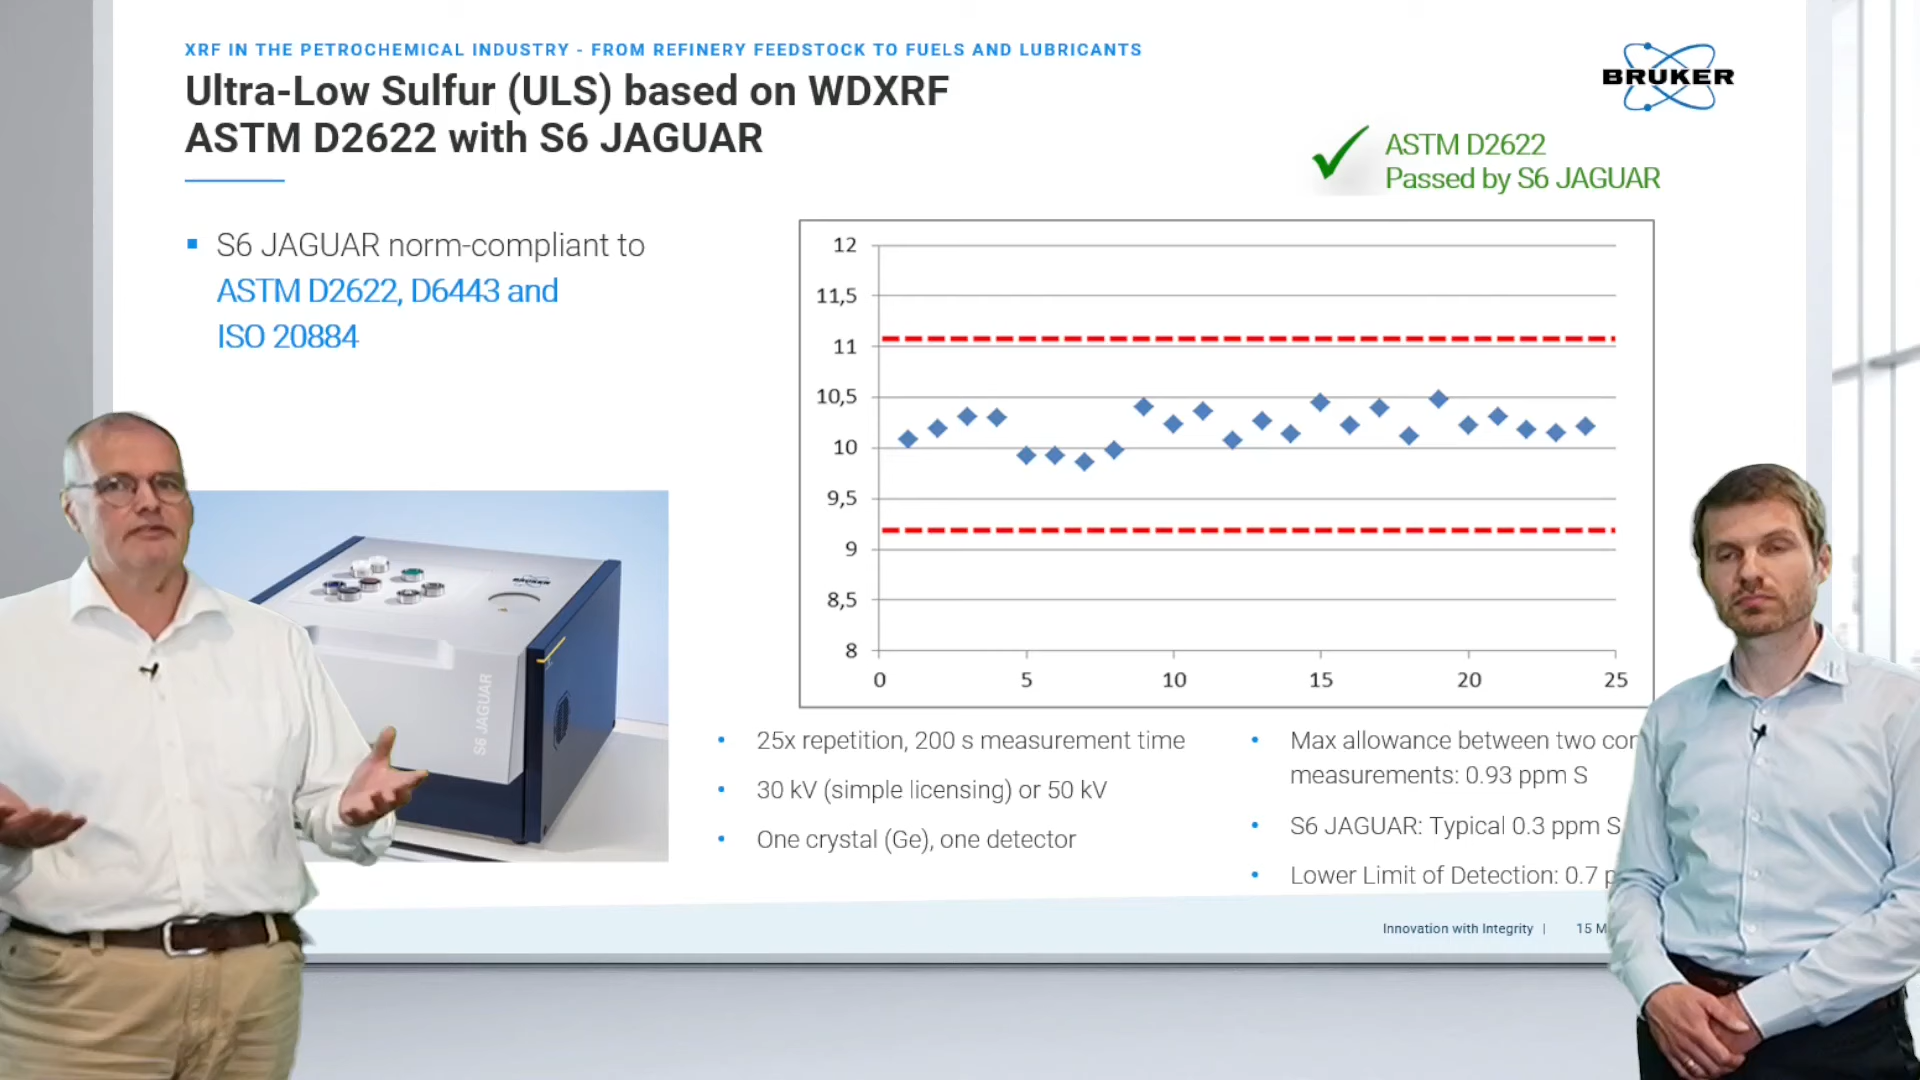 XRF IN THE PETROCHEMICAL INDUSTRY - FROM REFINERY FEEDSTOCK TO FUELS AND LUBRICANTS
Ultra-Low Sulfur (ULS) based on WDXRF
ASTM D2622 with S6 JAGUAR
BRUKER
ASTM D2622
Passed by S6 JAGUAR
S6 JAGUAR norm-compliant to
ASTM D2622, D6443 and
ISO 20884
12
11,5
11
10,5
10
9,5
9
8,5
8
0 5 10 15 20 25
BRUKER
S6 JAGUAR
25x repetition, 200 s measurement time
30 kV (simple licensing) or 50 kV
One crystal (Ge), one detector
Max allowance between two
measurements: 0.93 ppm S
S6 JAGUAR: Typical 0.3 ppm S
Lower Limit of Detection: 0.7
Innovation with Integrity |
15